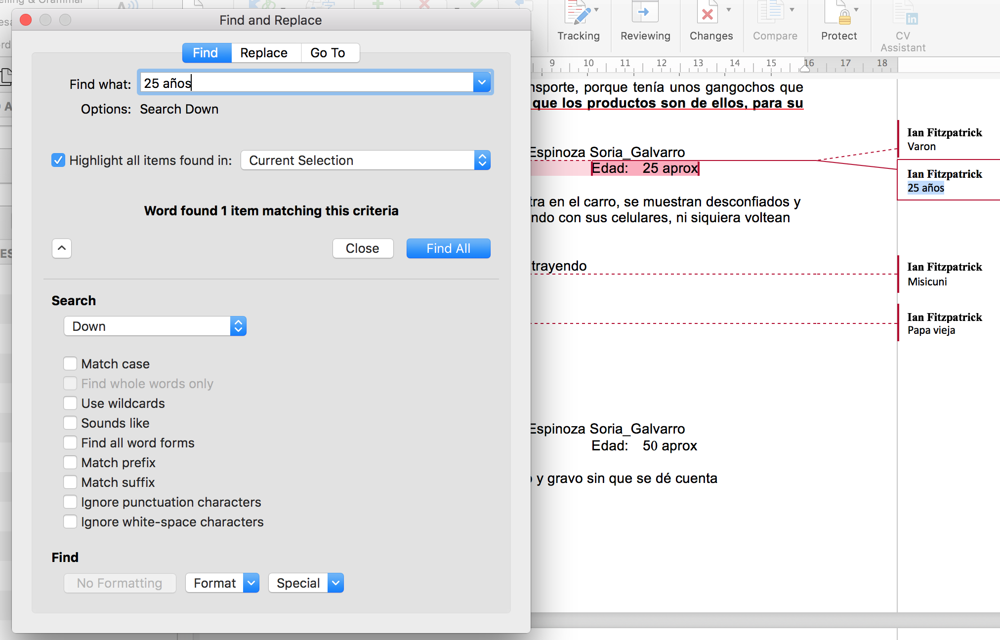 Find and Replace
Find
Replace
Go To
Find what:
25 años
Options: Search Down
Highlight all items found in:
Current Selection
Word found 1 item matching this criteria
Close
Find All
Search
Down
Match case
Find whole words only
Use wildcards
Sounds like
Find all word forms
Match prefix
Match suffix
Ignore punctuation characters
Ignore white-space characters
Find
No Formatting
Format
Special
Tracking
Reviewing
Changes
Compare
Protect
CV
Assistant
in
9 10 11 12 13 14 15 16 17 18
nsporte, porque tenía unos gangochos que
que los productos son de ellos, para su
Espinoza Soria_Galvarro
Edad: 25 aprox
tra en el carro, se muestran desconfiados y
ndo con sus celulares, ni siquiera voltean
trayendo
Espinoza Soria_Galvarro
Edad: 50 aprox
y gravo sin que se dé cuenta
Ian Fitzpatrick
Varon
Ian Fitzpatrick
25 años
Ian Fitzpatrick
Misicuni
Ian Fitzpatrick
Papa vieja